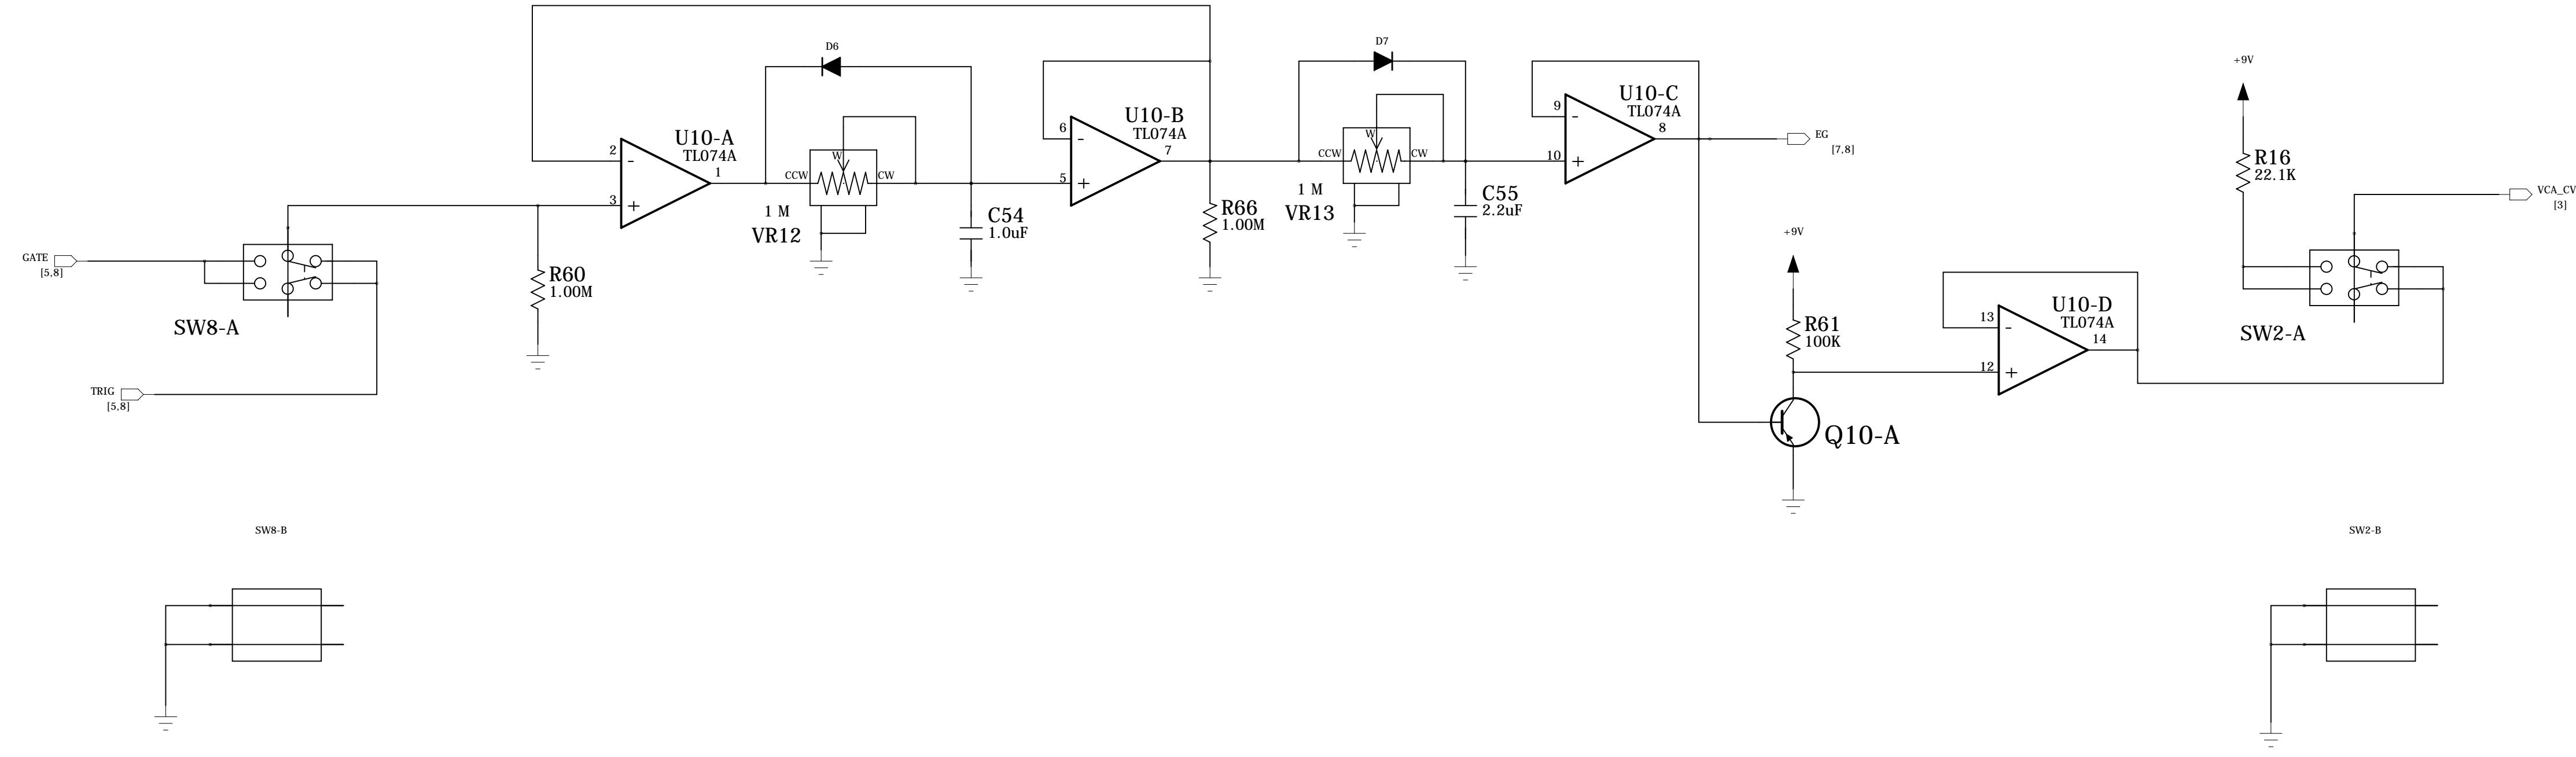 D6
D7
+9V
U10-C
TL074A
9
-
8
10
+
EG
[7,8]
U10-B
TL074A
6
-
7
5
+
U10-A
TL074A
2
-
1
3
+
W
CCW
CW
1 M
VR12
W
CCW
CW
1 M
VR13
C54
1.0uF
R66
1.00M
C55
2.2uF
R16
22.1K
VCA_CV
[3]
GATE
[5,8]
SW8-A
R60
1.00M
+9V
R61
100K
U10-D
TL074A
13
-
14
12
+
SW2-A
TRIG
[5,8]
Q10-A
SW8-B
SW2-B